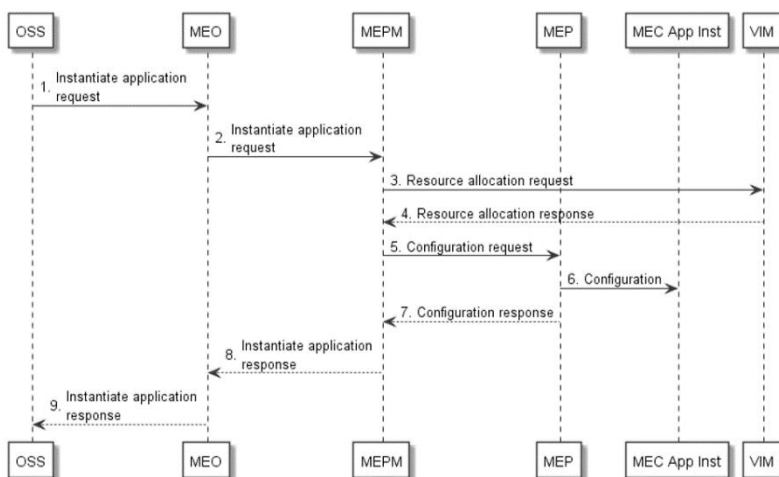 OSS MEO MEPM MEP MEC App Inst VIM
1. Instantiate application
request
2. Instantiate application
request
3. Resource allocation request
4. Resource allocation response
5. Configuration request
6. Configuration
7. Configuration response
8. Instantiate application
response
9. Instantiate application
response
OSS MEO MEPM MEP MEC App Inst VIM